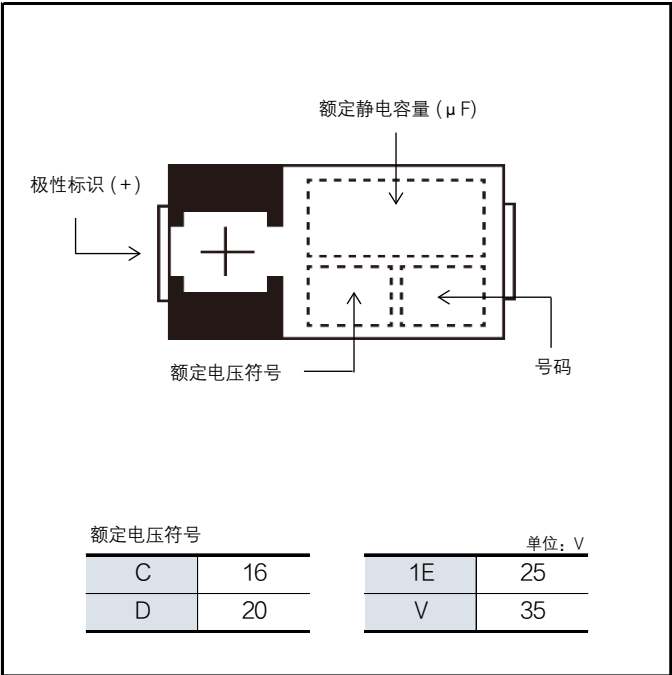 额定静电容量 (μF)
极性标识 (+)
+
额定电压符号
号码
额定电压符号
单位：V
C 16 1E 25
D 20 V 35